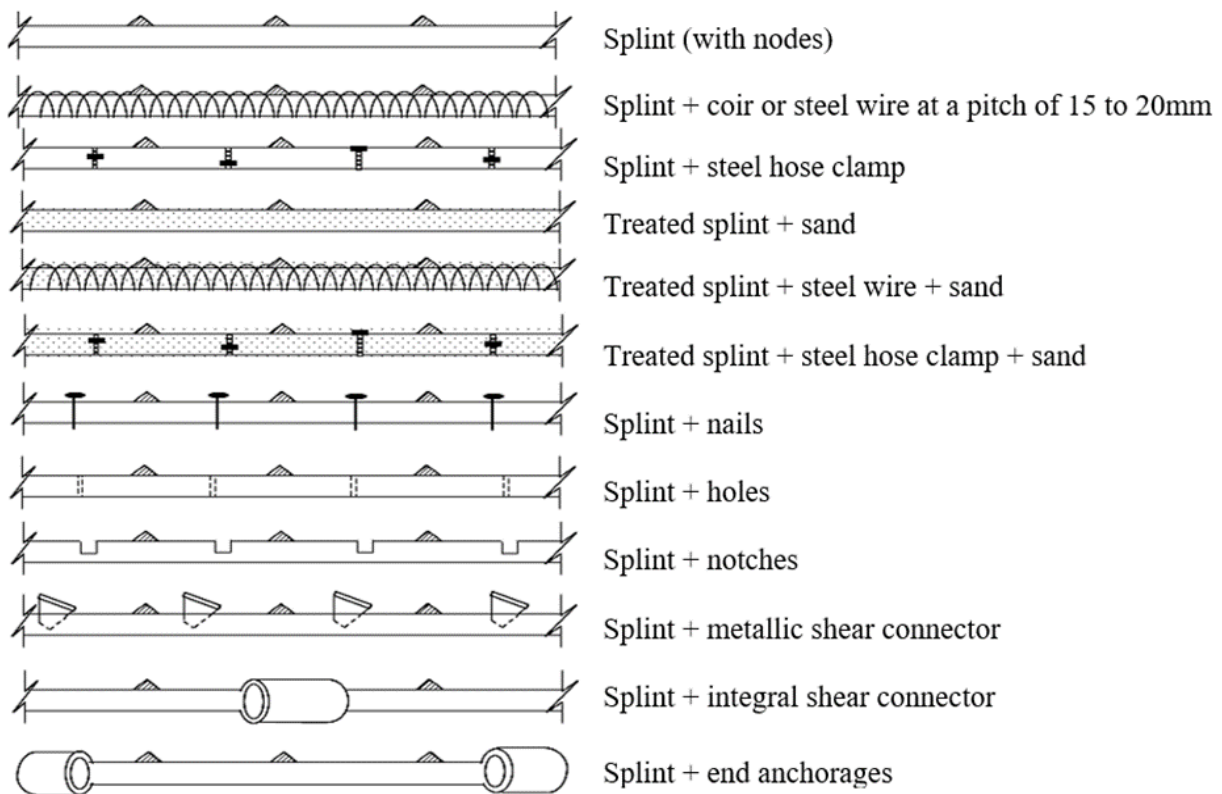 Splint (with nodes)
Splint + coir or steel wire at a pitch of 15 to 20mm
Splint + steel hose clamp
Treated splint + sand
Treated splint + steel wire + sand
Treated splint + steel hose clamp + sand
Splint + nails
Splint + holes
Splint + notches
Splint + metallic shear connector
Splint + integral shear connector
Splint + end anchorages